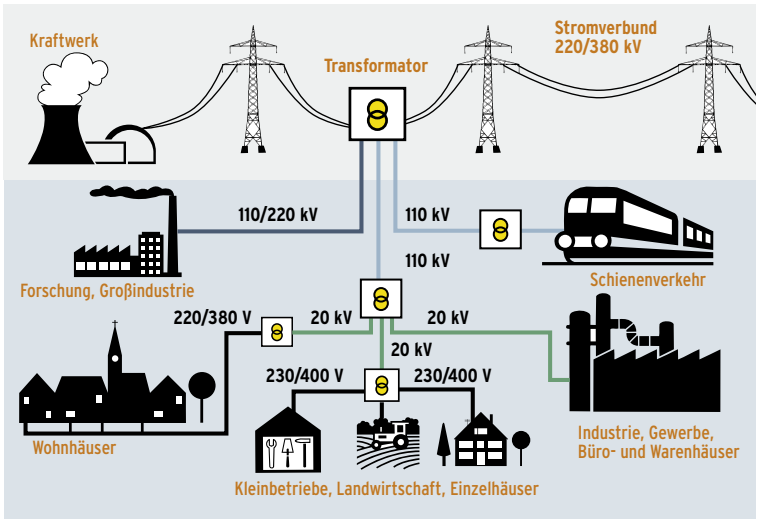 Kraftwerk
Transformator
Stromverbund
220/380 kV
110/220 kV
110 kV
110 kV
Forschung, Großindustrie
Schienenverkehr
220/380 V
20 kV
20 kV
20 kV
230/400 V
230/400 V
Wohnhäuser
Industrie, Gewerbe,
Büro- und Warenhäuser
Kleinbetriebe, Landwirtschaft, Einzelhäuser